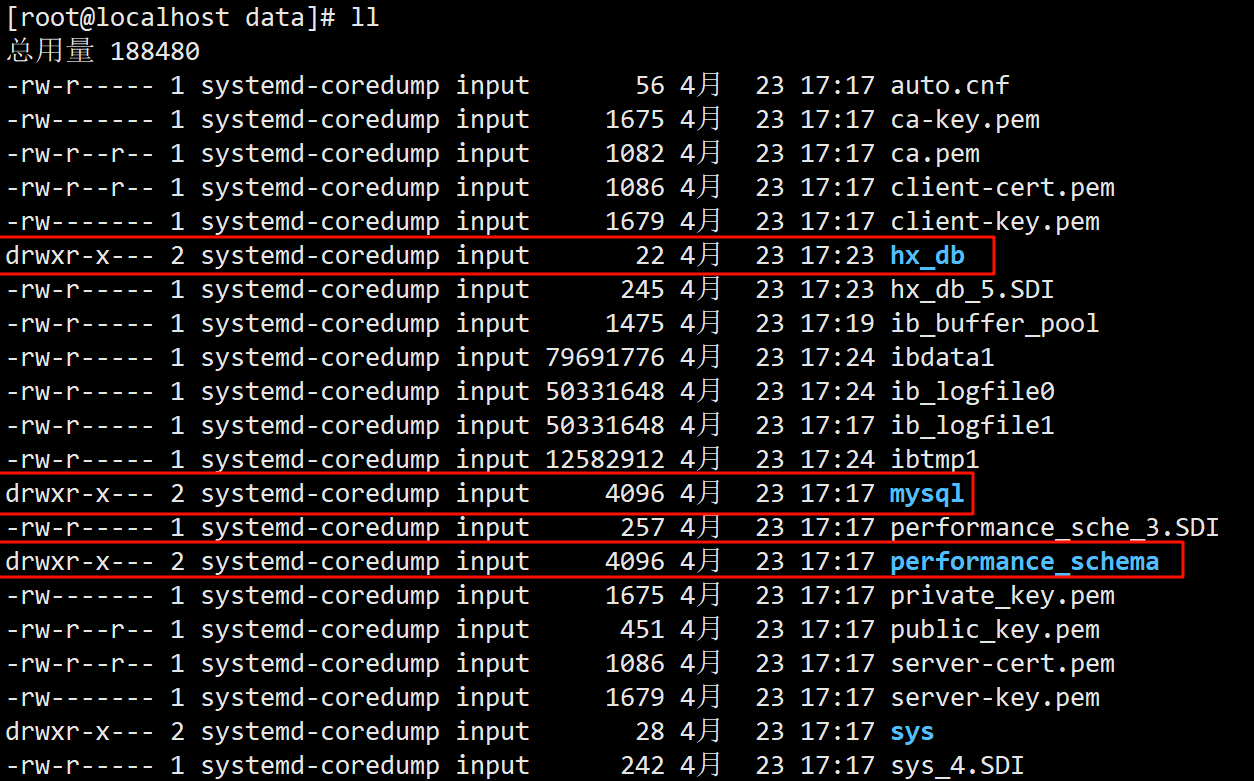 [root@localhost data]# ll
总用量 188480
-rw-r----- 1 systemd-coredump input       56 4月  23 17:17 auto.cnf
-rw------- 1 systemd-coredump input     1675 4月  23 17:17 ca-key.pem
-rw-r--r-- 1 systemd-coredump input     1082 4月  23 17:17 ca.pem
-rw-r--r-- 1 systemd-coredump input     1086 4月  23 17:17 client-cert.pem
-rw------- 1 systemd-coredump input     1679 4月  23 17:17 client-key.pem
drwxr-x--- 2 systemd-coredump input       22 4月  23 17:23 hx_db
-rw-r----- 1 systemd-coredump input      245 4月  23 17:23 hx_db_5.SDI
-rw-r----- 1 systemd-coredump input     1475 4月  23 17:19 ib_buffer_pool
-rw-r----- 1 systemd-coredump input 79691776 4月  23 17:24 ibdata1
-rw-r----- 1 systemd-coredump input 50331648 4月  23 17:24 ib_logfile0
-rw-r----- 1 systemd-coredump input 50331648 4月  23 17:17 ib_logfile1
-rw-r----- 1 systemd-coredump input 12582912 4月  23 17:24 ibtmp1
drwxr-x--- 2 systemd-coredump input     4096 4月  23 17:17 mysql
-rw-r----- 1 systemd-coredump input      257 4月  23 17:17 performance_sche_3.SDI
drwxr-x--- 2 systemd-coredump input     4096 4月  23 17:17 performance_schema
-rw------- 1 systemd-coredump input     1675 4月  23 17:17 private_key.pem
-rw-r--r-- 1 systemd-coredump input      451 4月  23 17:17 public_key.pem
-rw-r--r-- 1 systemd-coredump input     1086 4月  23 17:17 server-cert.pem
-rw------- 1 systemd-coredump input     1679 4月  23 17:17 server-key.pem
drwxr-x--- 2 systemd-coredump input       28 4月  23 17:17 sys
-rw-r----- 1 systemd-coredump input      242 4月  23 17:17 sys_4.SDI